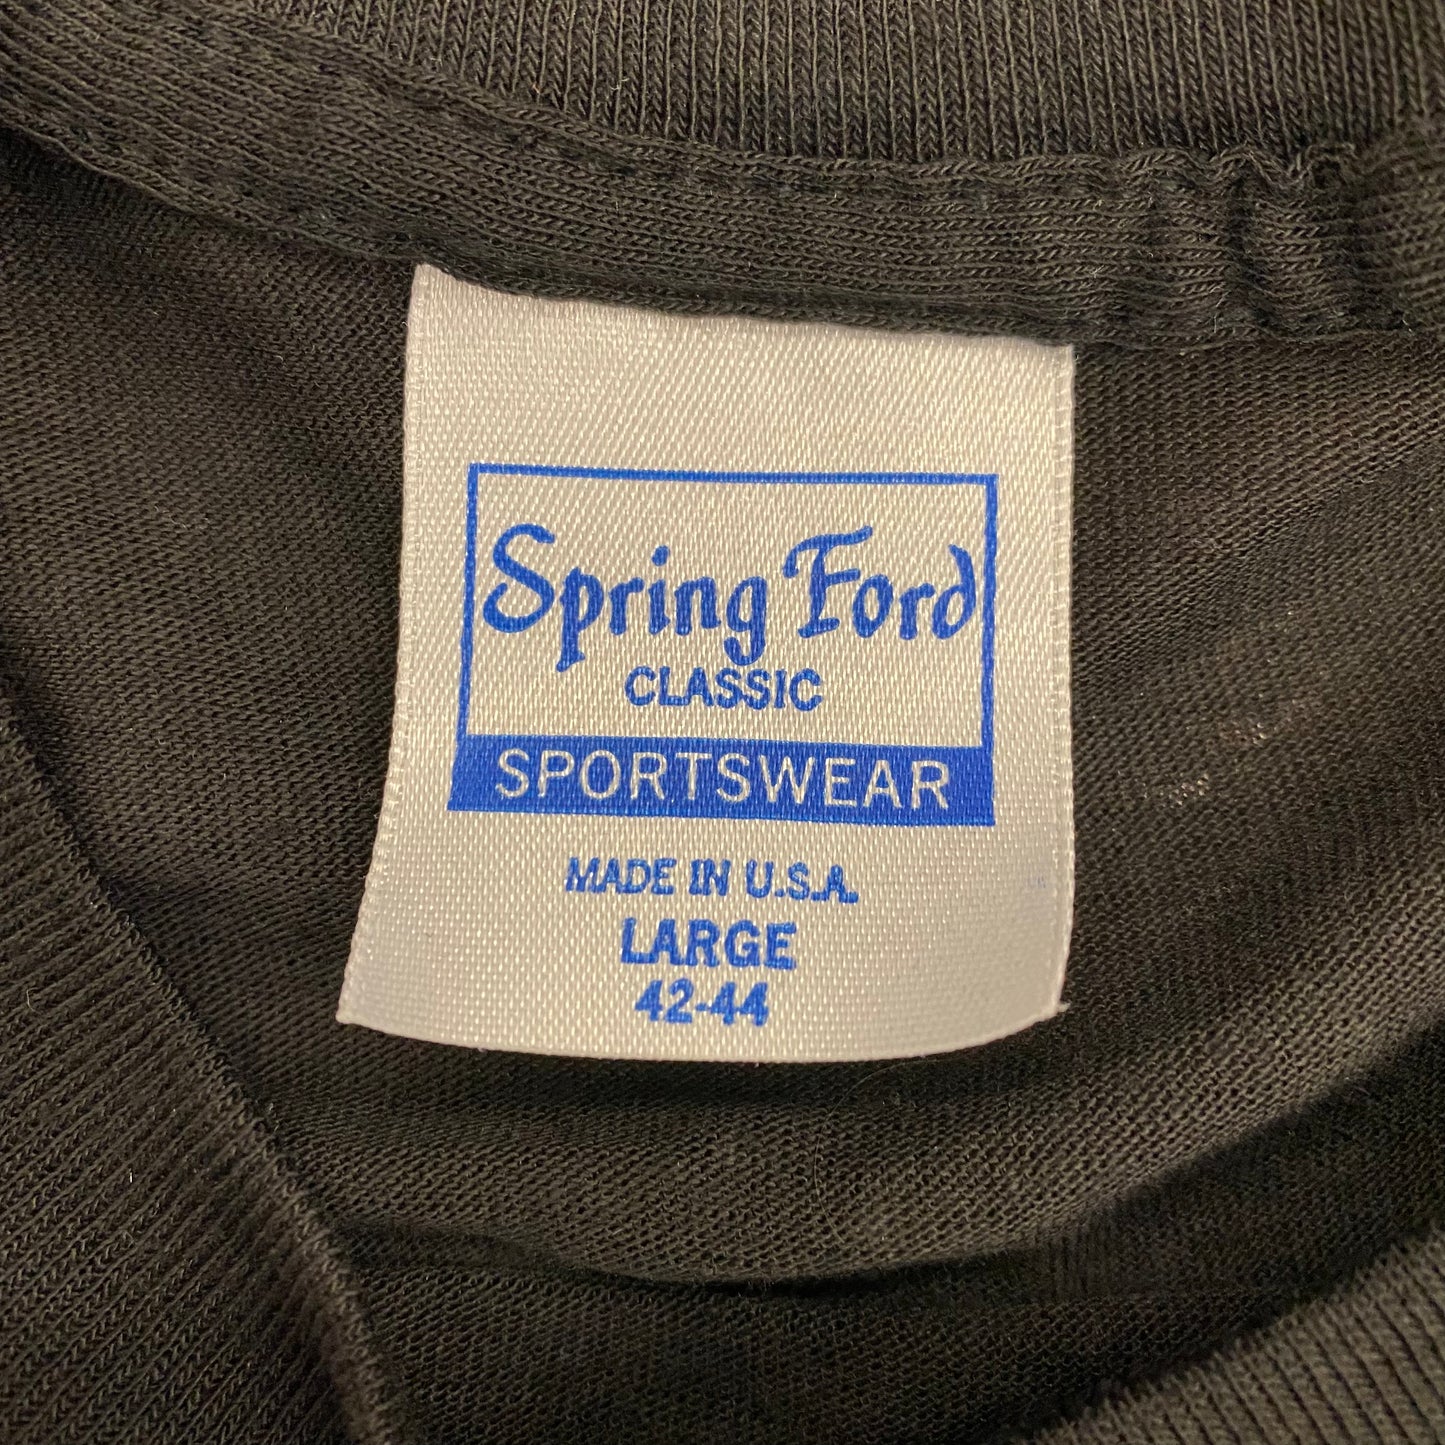 Spring Ford
CLASSIC
SPORTSWEAR
MADE IN U.S.A.
LARGE
42-44